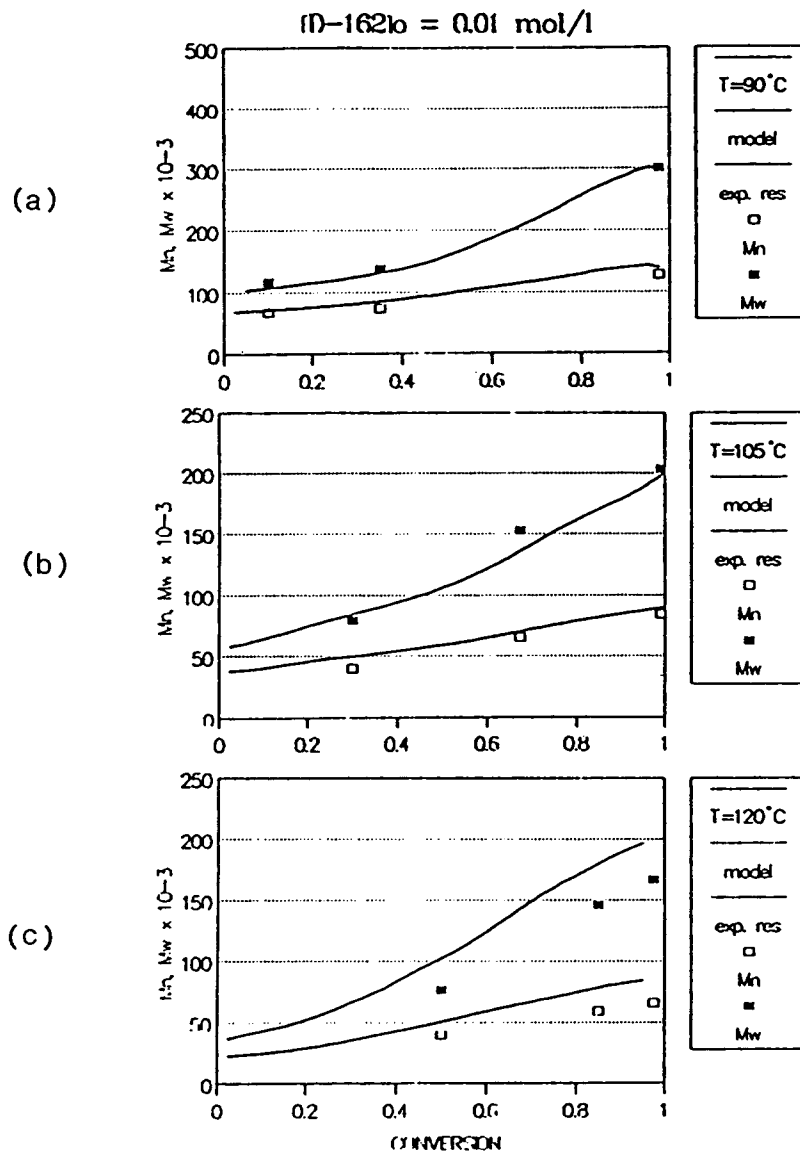 [D-162]o = 0.01 mol/l
(a)
Mn, Mw x 10-3
500
400
300
200
100
0
0
0.2
0.4
0.6
0.8
1
T=90°C
model
exp. res
Mn
Mw
(b)
Mn, Mw x 10-3
250
200
150
100
50
0
0
0.2
0.4
0.6
0.8
1
T=105°C
model
exp. res
Mn
Mw
(c)
Mn, Mw x 10-3
250
200
150
100
50
0
0
0.2
0.4
0.6
0.8
1
CONVERSION
T=120°C
model
exp. res
Mn
Mw